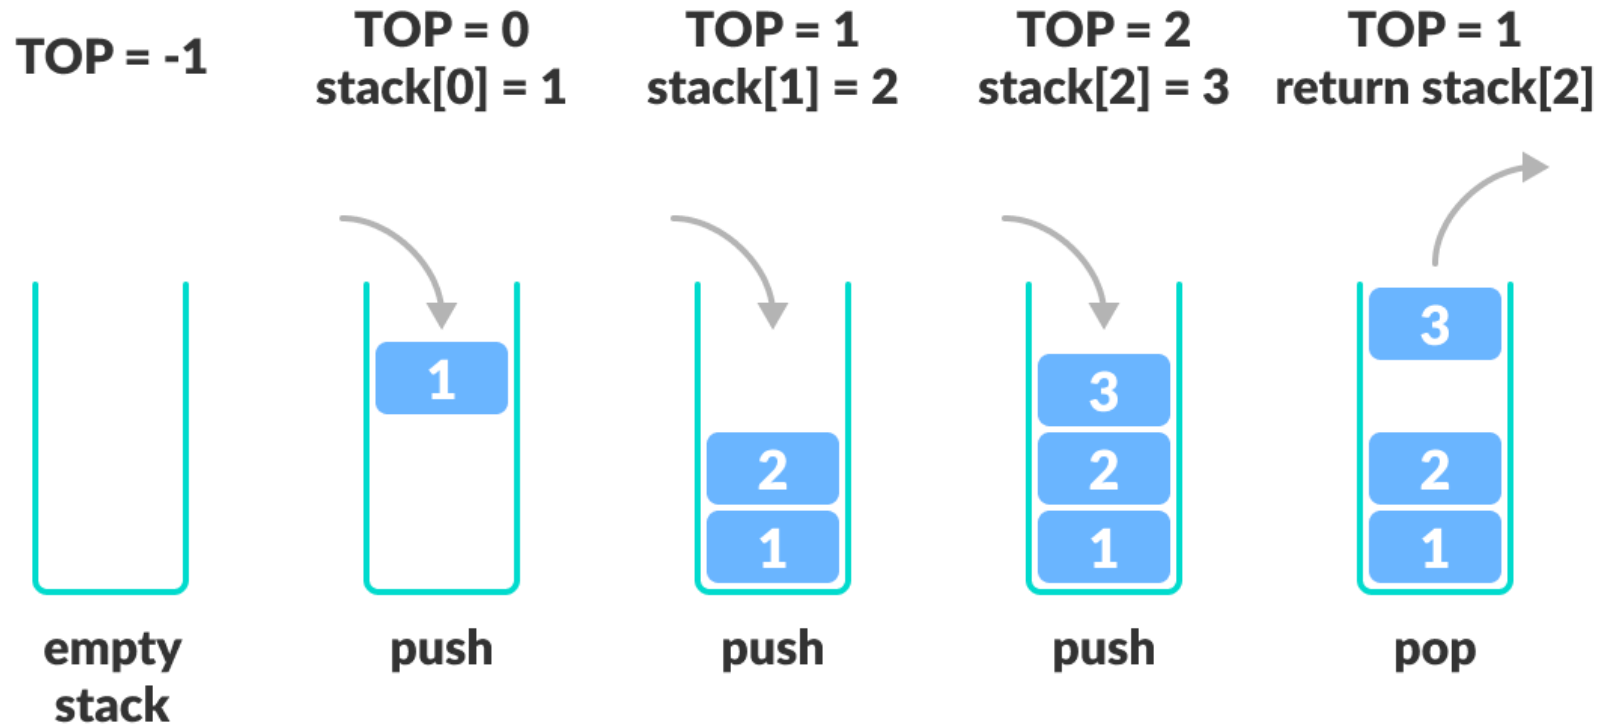 TOP = -1
TOP = 0
stack[0] = 1
TOP = 1
stack[1] = 2
TOP = 2
stack[2] = 3
TOP = 1
return stack[2]
1
2
1
3
2
1
3
2
1
empty
stack
push
push
push
pop